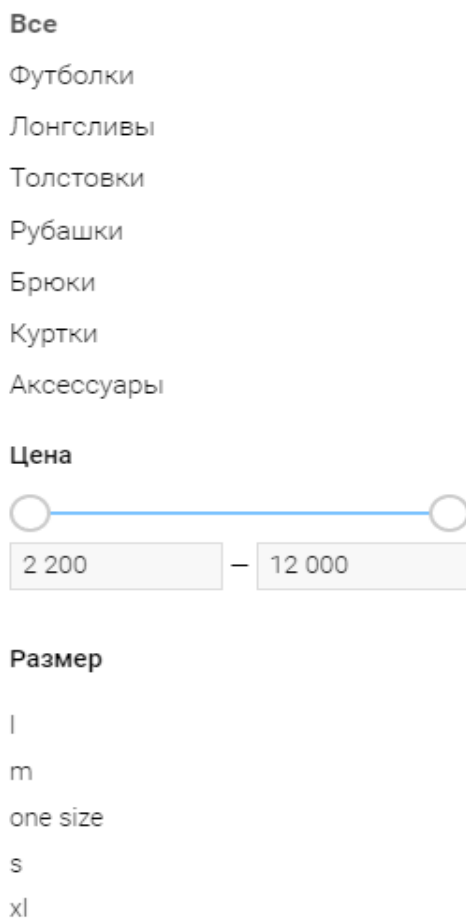 Все
Футболки
Лонгсливы
Толстовки
Рубашки
Брюки
Куртки
Аксессуары
Цена
2 200 — 12 000
Размер
l
m
one size
s
xl